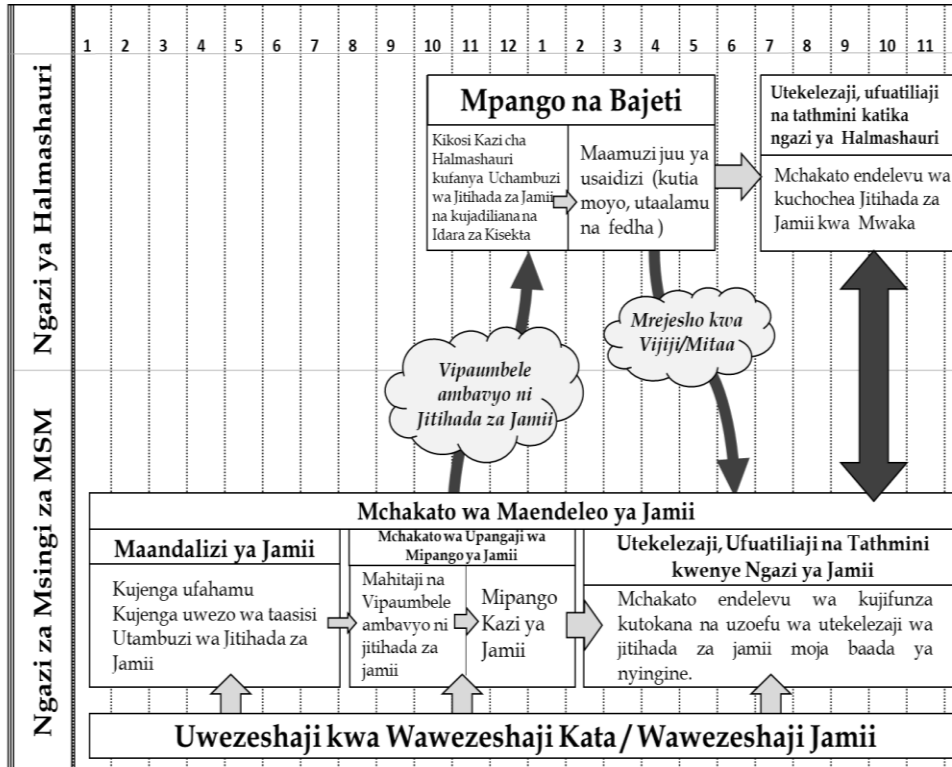 1 2 3 4 5 6 7 8 9 10 11 12 1 2 3 4 5 6 7 8 9 10 11
Ngazi ya Halmashauri
Mpango na Bajeti
Kikosi Kazi cha
Halmashauri
kufanya Uchambuzi
wa Jitihada za Jamii
na kujadiliana na
Idara za Kisekta
Maamuzi juu ya
usaidizi (kutia
moyo, utaalamu
na fedha )
Utekelezaji, ufuatiliaji
na tathmini katika
ngazi ya Halmashauri
Mchakato endelevu wa
kuchochea Jitihada za
Jamii kwa Mwaka
Vipaumbele
ambavyo ni
Jitihada za Jamii
Mrejesho kwa
Vijiji/Mitaa
Ngazi za Msingi za MSM
Mchakato wa Maendeleo ya Jamii
Maandalizi ya Jamii
Kujenga ufahamu
Kujenga uwezo wa taasisi
Utambuzi wa Jitihada za
Jamii
Mchakato wa Upangaji wa
Mipango ya Jamii
Mahitaji na
Vipaumbele
ambavyo ni
jitihada za
jamii
Mipango
Kazi ya
Jamii
Utekelezaji, Ufuatiliaji na Tathmini
kwenye Ngazi ya Jamii
Mchakato endelevu wa kujifunza
kutokana na uzoefu wa utekelezaji wa
jitihada za jamii moja baada ya
nyingine.
Uwezeshaji kwa Wawezeshaji Kata / Wawezeshaji Jamii